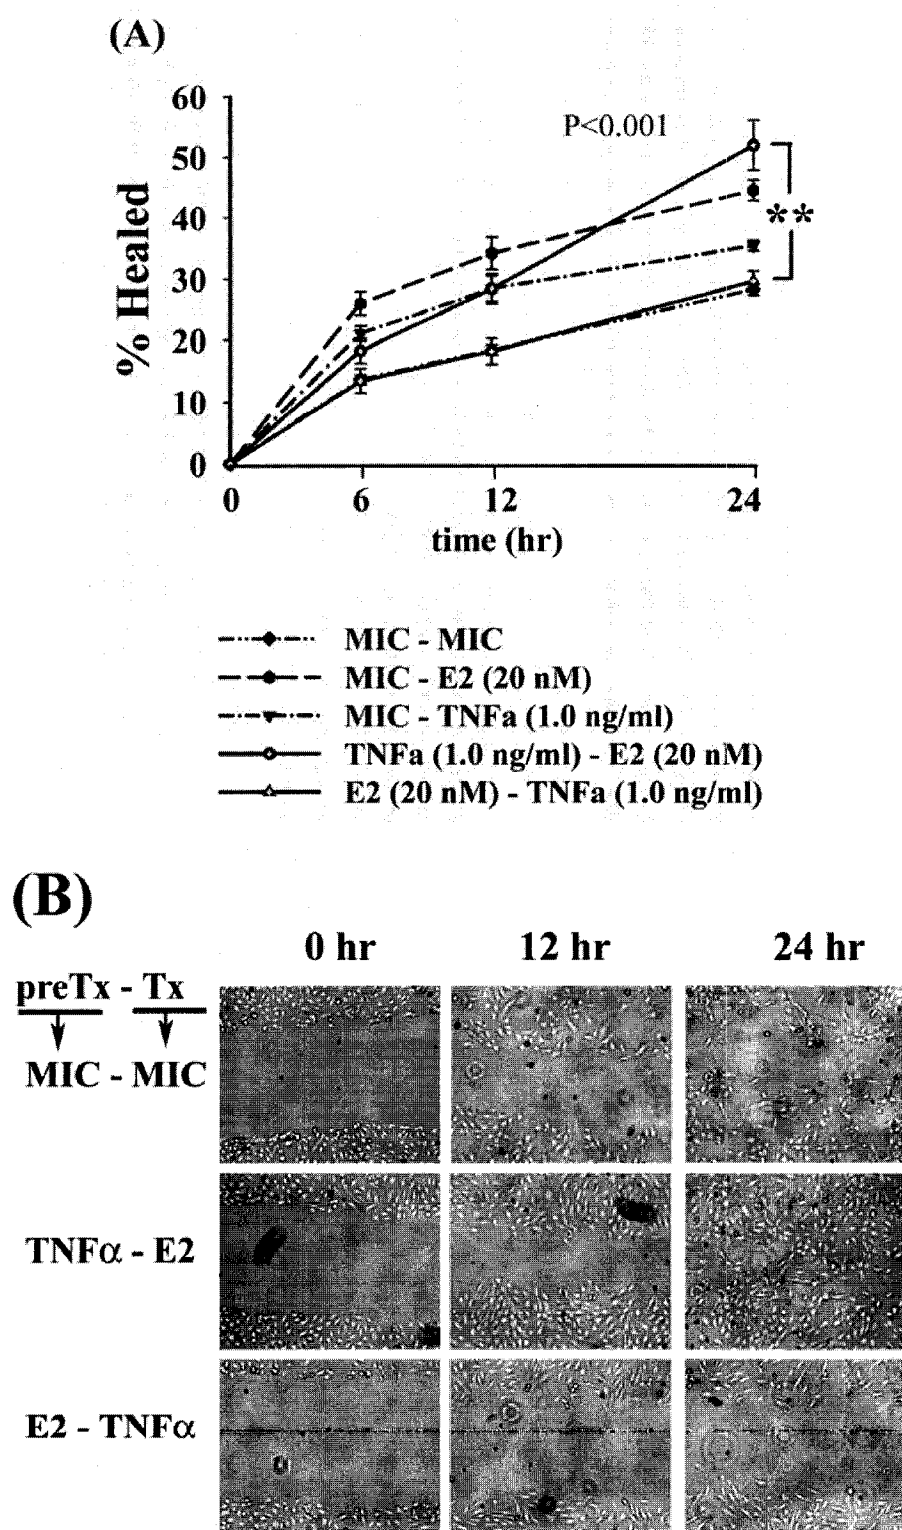 (A)
60
50
40
30
20
10
0
% Healed
P<0.001
**
0 6 12 24
time (hr)
MIC - MIC
MIC - E2 (20 nM)
MIC - TNFa (1.0 ng/ml)
TNFa (1.0 ng/ml) - E2 (20 nM)
E2 (20 nM) - TNFa (1.0 ng/ml)
(B)
0 hr 12 hr 24 hr
preTx - Tx
MIC - MIC
TNFα - E2
E2 - TNFα